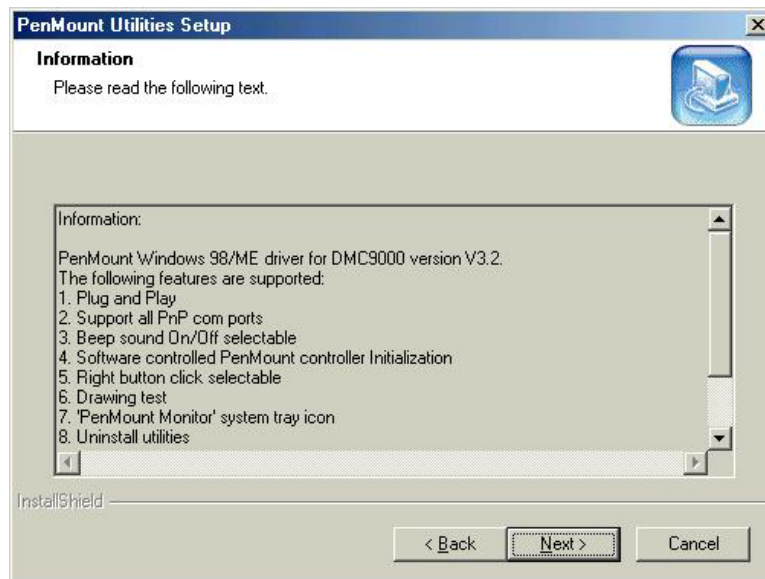 PenMount Utilities Setup
Information
Please read the following text.
Information:
PenMount Windows 98/ME driver for DMC9000 version V3.2.
The following features are supported:
1. Plug and Play
2. Support all PnP com ports
3. Beep sound On/Off selectable
4. Software controlled PenMount controller Initialization
5. Right button click selectable
6. Drawing test
7. 'PenMount Monitor' system tray icon
8. Uninstall utilities
InstallShield
< Back Next > Cancel